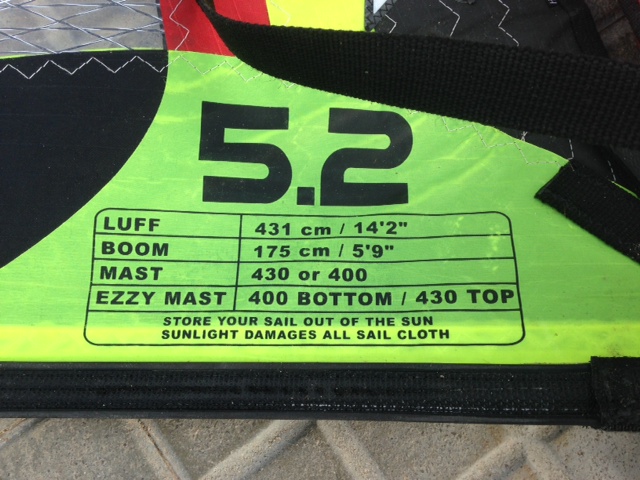 5.2
LUFF 431 cm / 14'2"
BOOM 175 cm / 5'9"
MAST 430 or 400
EZZY MAST 400 BOTTOM / 430 TOP
STORE YOUR SAIL OUT OF THE SUN
SUNLIGHT DAMAGES ALL SAIL CLOTH